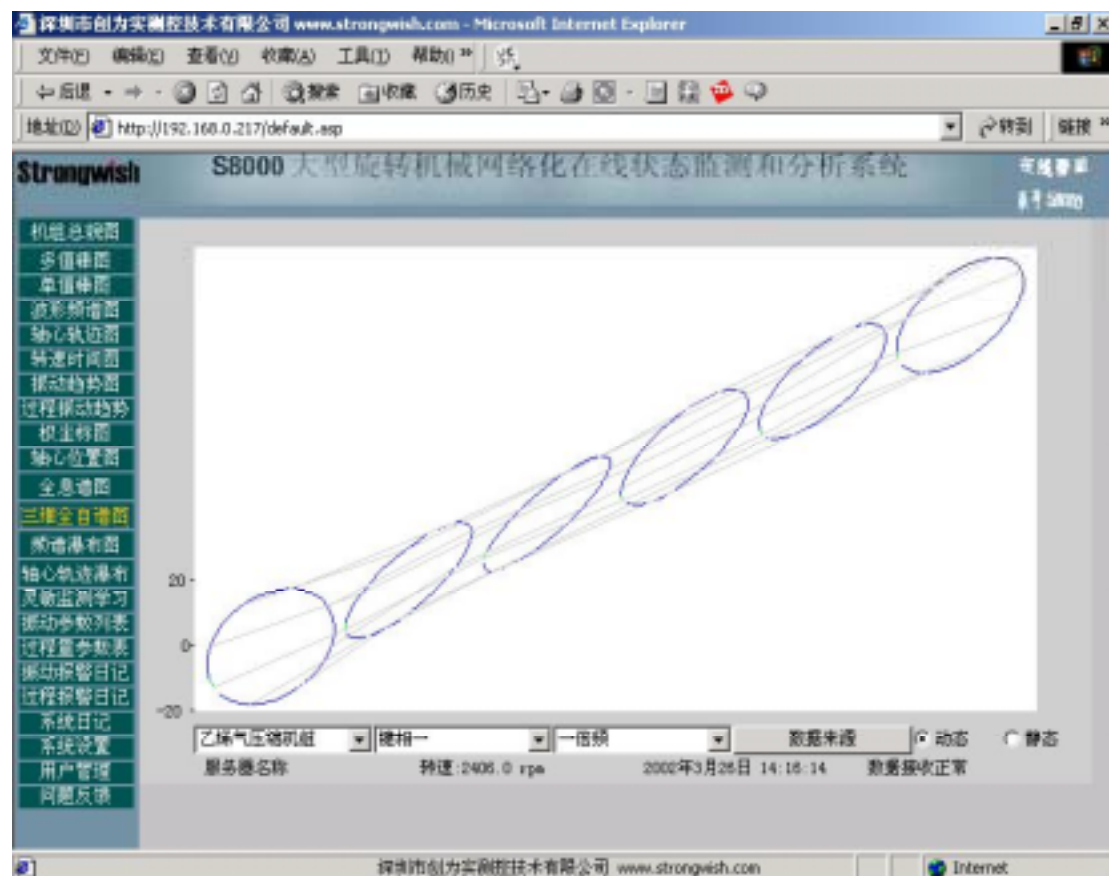 深圳市创为实测控技术有限公司 www.strongwish.com - Microsoft Internet Explorer
文件(F) 编辑(E) 查看(V) 收藏(A) 工具(T) 帮助() »
后退 搜索 收藏 历史
地址(D) http://192.168.0.217/default.asp 转到 链接 »
Strongwish S8000 大型旋转机械网络化在线状态监测和分析系统
机组总貌图
多值棒图
单值棒图
波形频谱图
轴心轨迹图
转速时间图
振动趋势图
过程振动趋势
极坐标图
轴心位置图
全息谱图
三维全息谱图
频谱瀑布图
轴心轨迹瀑布
灵敏监测学习
振动参数列表
过程量参数表
振动报警日记
过程报警日记
系统日记
系统设置
用户管理
问题反馈
20
0
-20
乙烯气压缩机组 键相一 一倍频 数据来源 动态 静态
服务器名称 转速:2406.0 rpm 2002年3月26日 14:16:14 数据接收正常
深圳市创为实测控技术有限公司 www.strongwish.com Internet